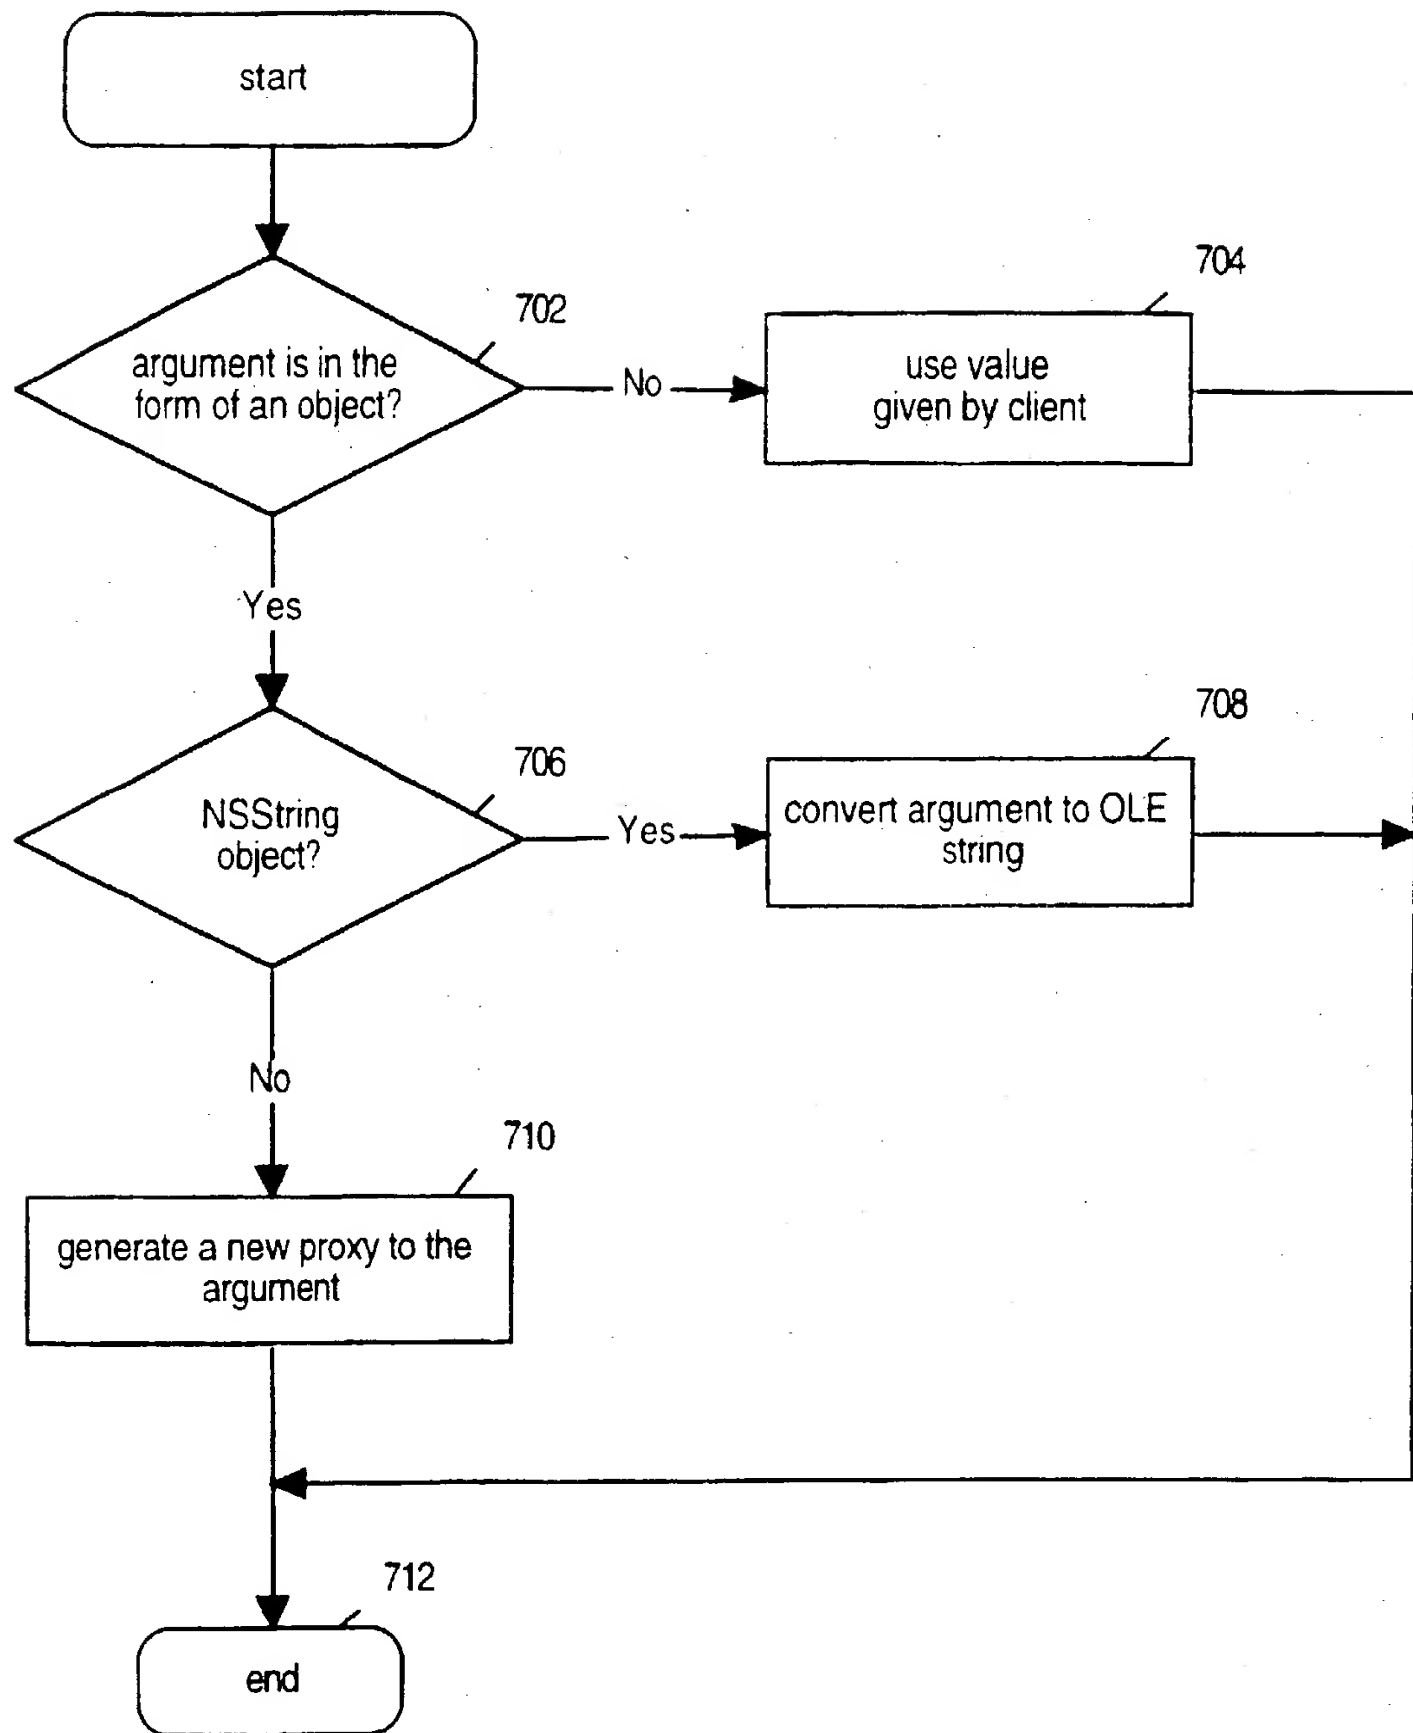 start
702
argument is in the
form of an object?
No
704
use value
given by client
Yes
706
NSString
object?
Yes
708
convert argument to OLE
string
No
710
generate a new proxy to the
argument
712
end